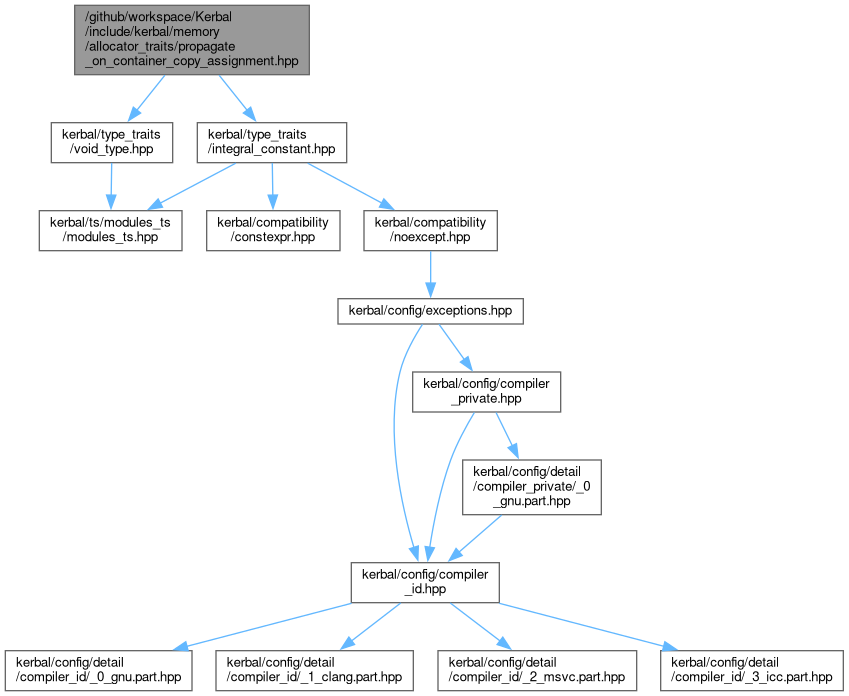 /github/workspace/Kerbal
/include/kerbal/memory
/allocator_traits/propagate
_on_container_copy_assignment.hpp
kerbal/type_traits
/void_type.hpp
kerbal/type_traits
/integral_constant.hpp
kerbal/ts/modules_ts
/modules_ts.hpp
kerbal/compatibility
/constexpr.hpp
kerbal/compatibility
/noexcept.hpp
kerbal/config/exceptions.hpp
kerbal/config/compiler
_private.hpp
kerbal/config/detail
/compiler_private/_0
_gnu.part.hpp
kerbal/config/compiler
_id.hpp
kerbal/config/detail
/compiler_id/_0_gnu.part.hpp
kerbal/config/detail
/compiler_id/_1_clang.part.hpp
kerbal/config/detail
/compiler_id/_2_msvc.part.hpp
kerbal/config/detail
/compiler_id/_3_icc.part.hpp